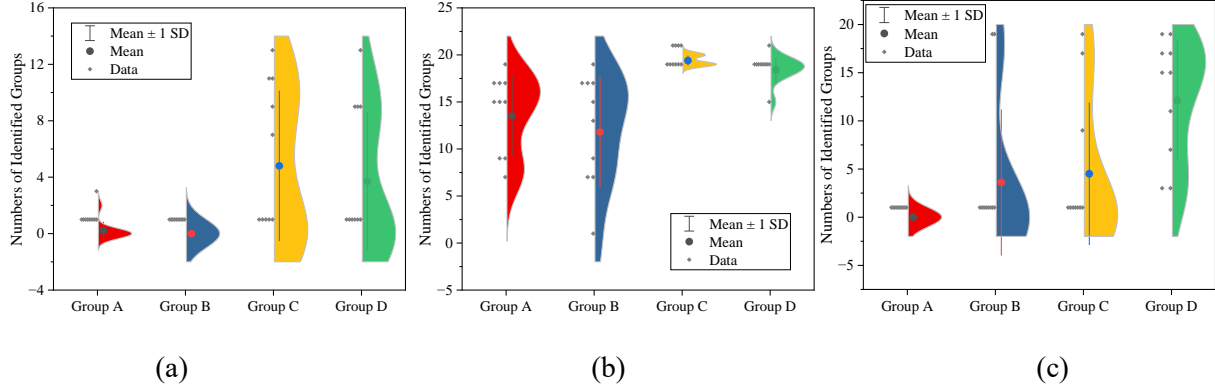 Numbers of Identified Groups
16
12
8
4
0
−4
Mean ± 1 SD
Mean
Data
Group A
Group B
Group C
Group D
(a)
Numbers of Identified Groups
25
20
15
10
5
0
−5
Mean ± 1 SD
Mean
Data
Group A
Group B
Group C
Group D
(b)
Numbers of Identified Groups
20
15
10
5
0
−5
Mean ± 1 SD
Mean
Data
Group A
Group B
Group C
Group D
(c)